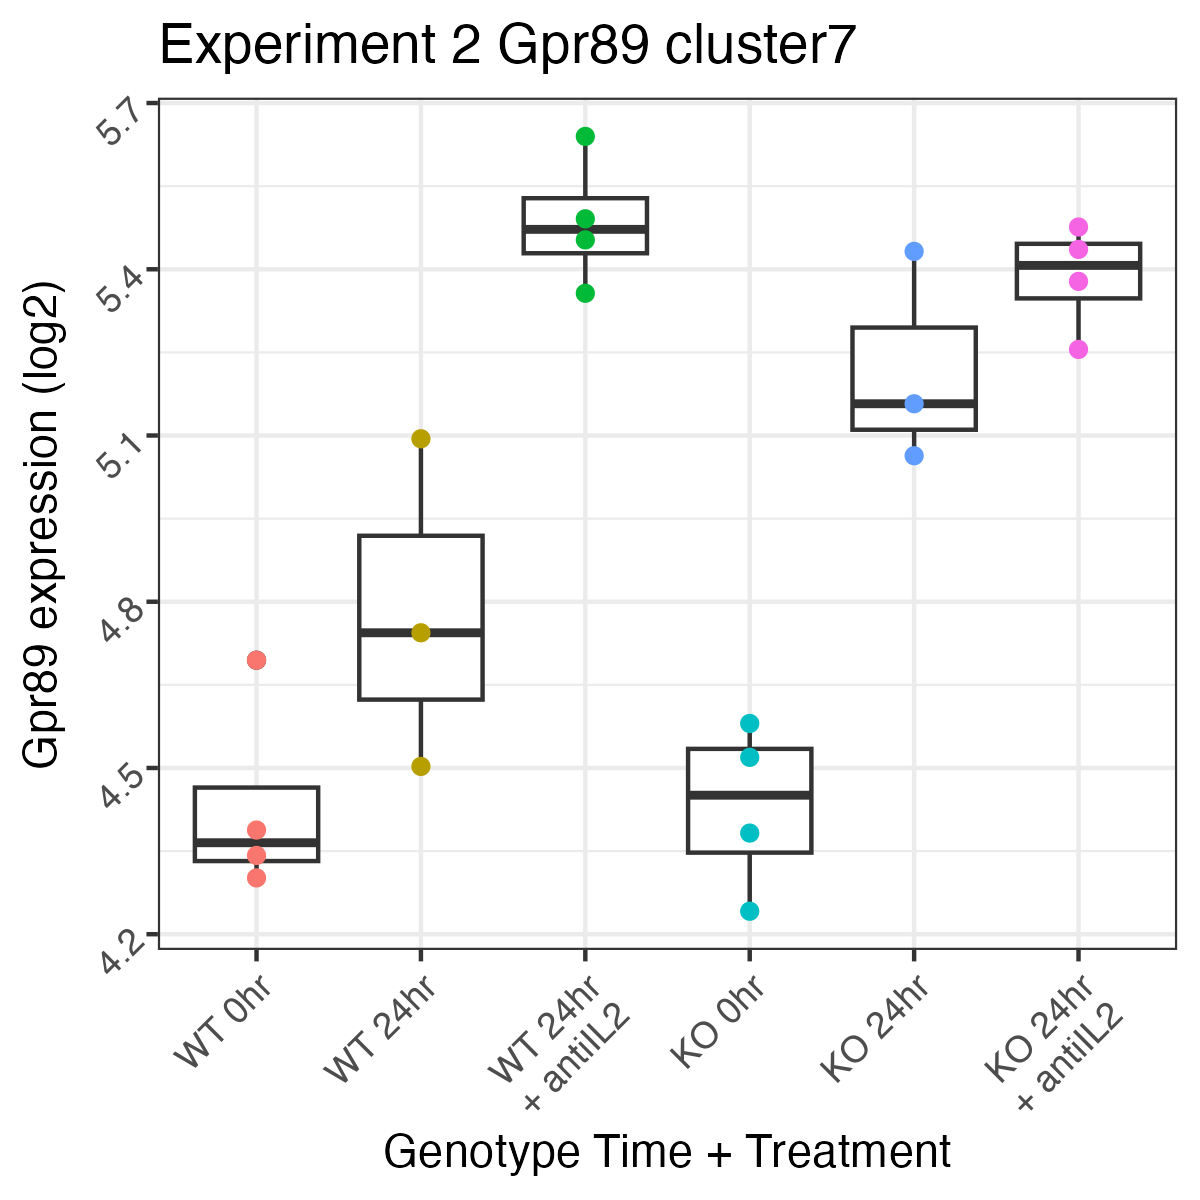 Experiment 2 Gpr89 cluster7
Gpr89 expression (log2)
5.7
5.4
5.1
4.8
4.5
4.2
WT 0hr
WT 24hr
WT 24hr
+ antiIL2
KO 0hr
KO 24hr
KO 24hr
+ antiIL2
Genotype Time + Treatment